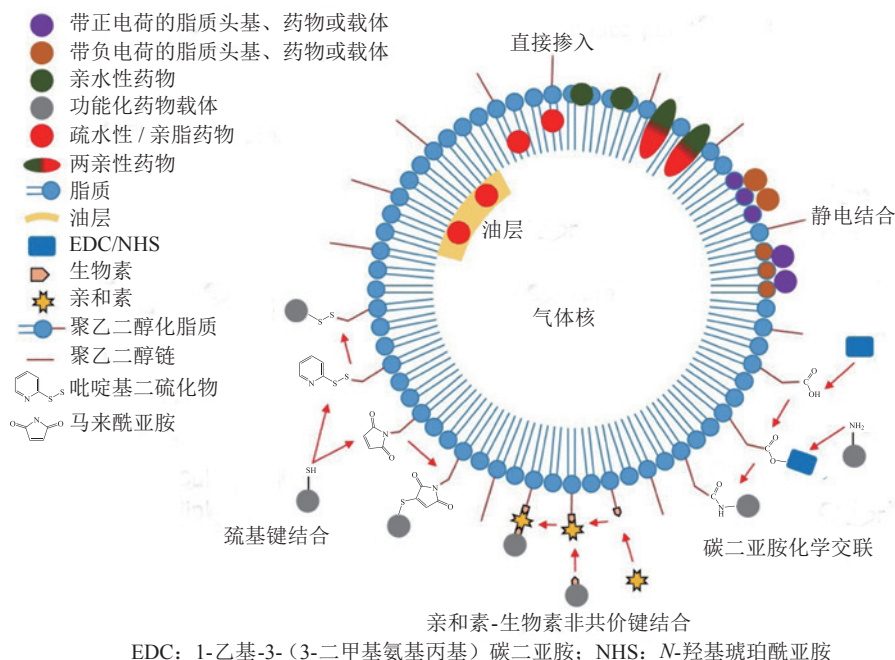 带正电荷的脂质头基、药物或载体
带负电荷的脂质头基、药物或载体
亲水性药物
功能化药物载体
疏水性 / 亲脂药物
两亲性药物
脂质
油层
EDC/NHS
生物素
亲和素
聚乙二醇化脂质
聚乙二醇链
N S S 吡啶基二硫化物
O N O 马来酰亚胺
H
直接掺入
静电结合
油层
气体核
S S
N S S
SH
O N O
S O N O
巯基键结合
C O OH
NH2
C O O
C O N H
碳二亚胺化学交联
亲和素-生物素非共价键结合
EDC：1-乙基-3-（3-二甲基氨基丙基）碳二亚胺；NHS：N-羟基琥珀酰亚胺